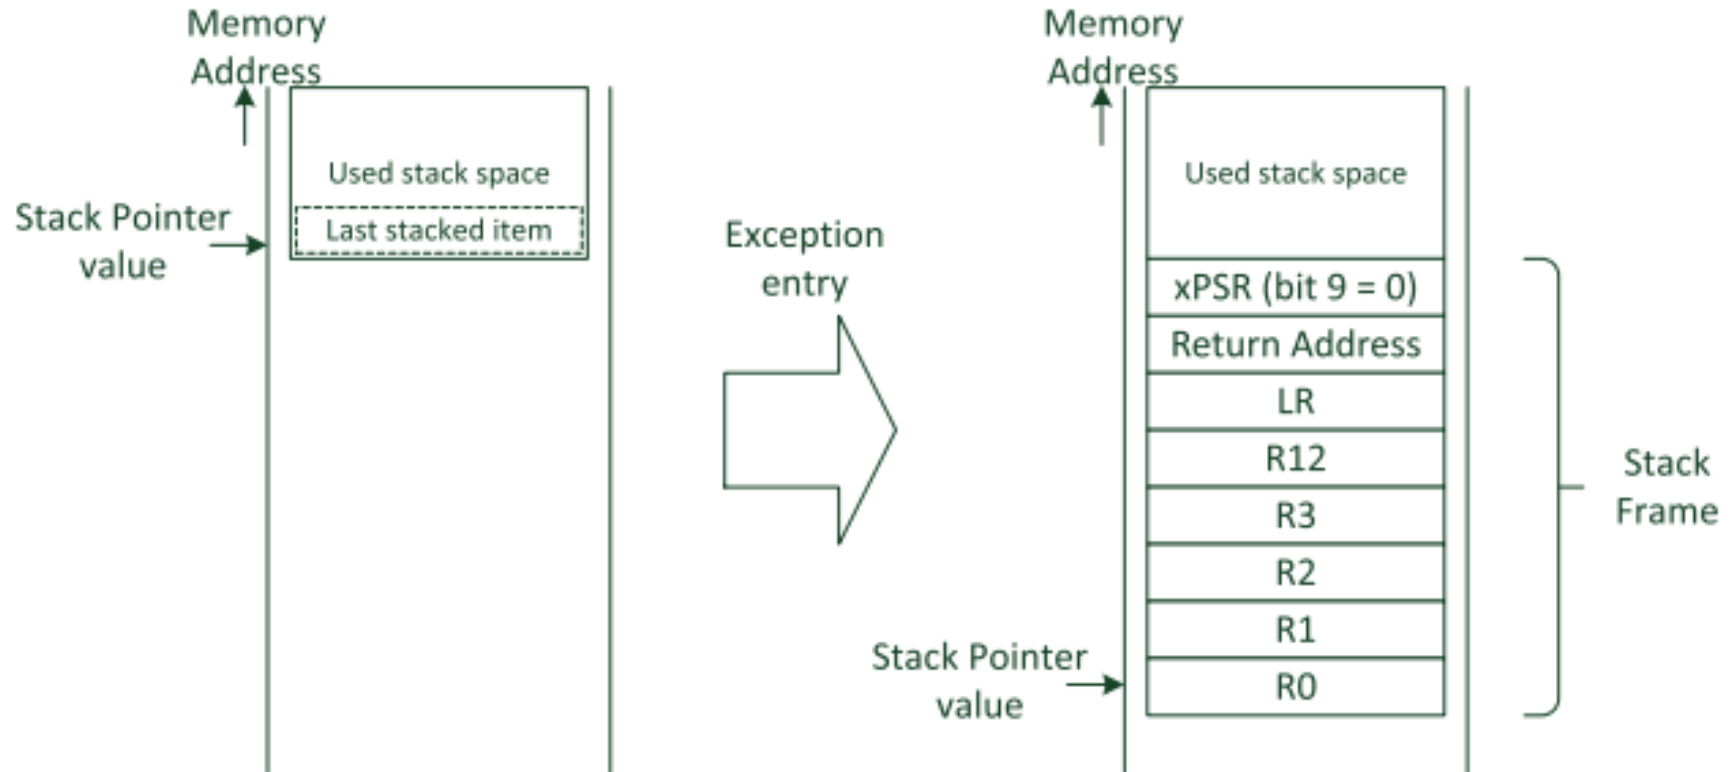 Memory
Address
Used stack space
Last stacked item
Stack Pointer
value
Exception
entry
Memory
Address
Used stack space
xPSR (bit 9 = 0)
Return Address
LR
R12
R3
R2
R1
R0
Stack Pointer
value
Stack
Frame